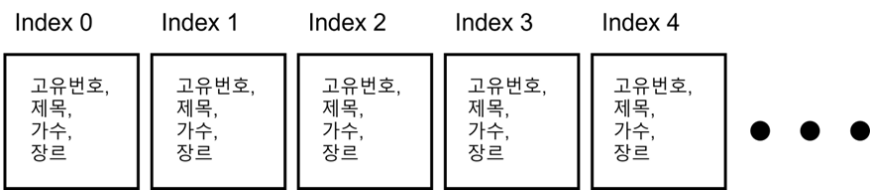 Index 0 Index 1 Index 2 Index 3 Index 4
고유번호, 고유번호, 고유번호, 고유번호, 고유번호,
제목, 제목, 제목, 제목, 제목,
가수, 가수, 가수, 가수, 가수,
장르 장르 장르 장르 장르